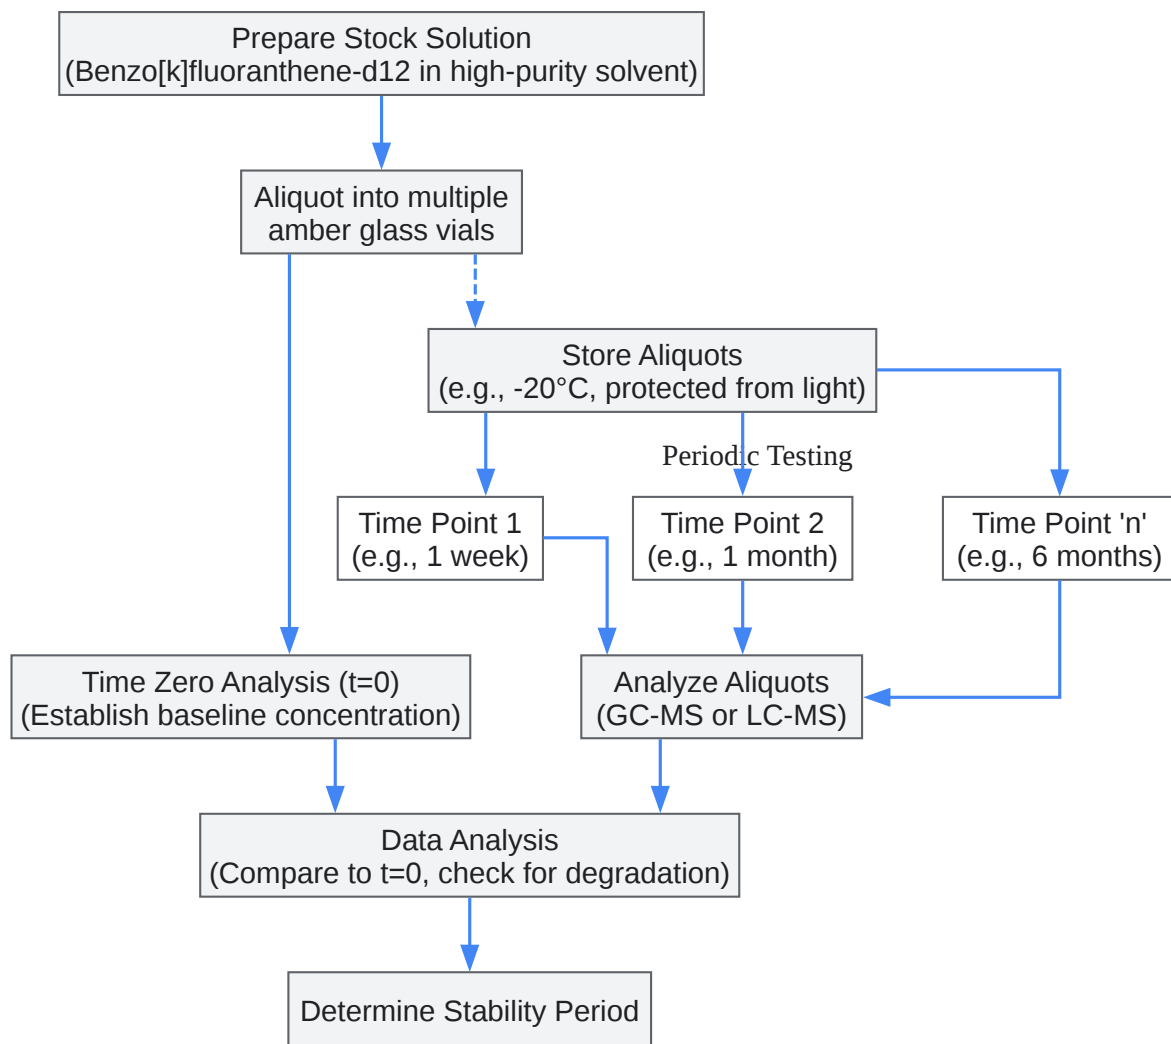 Prepare Stock Solution
(Benzo[k]fluoranthene-d12 in high-purity solvent)
Aliquot into multiple
amber glass vials
Store Aliquots
(e.g., -20°C, protected from light)
Periodic Testing
Time Point 1
(e.g., 1 week)
Time Point 2
(e.g., 1 month)
Time Point 'n'
(e.g., 6 months)
Time Zero Analysis (t=0)
(Establish baseline concentration)
Analyze Aliquots
(GC-MS or LC-MS)
Data Analysis
(Compare to t=0, check for degradation)
Determine Stability Period